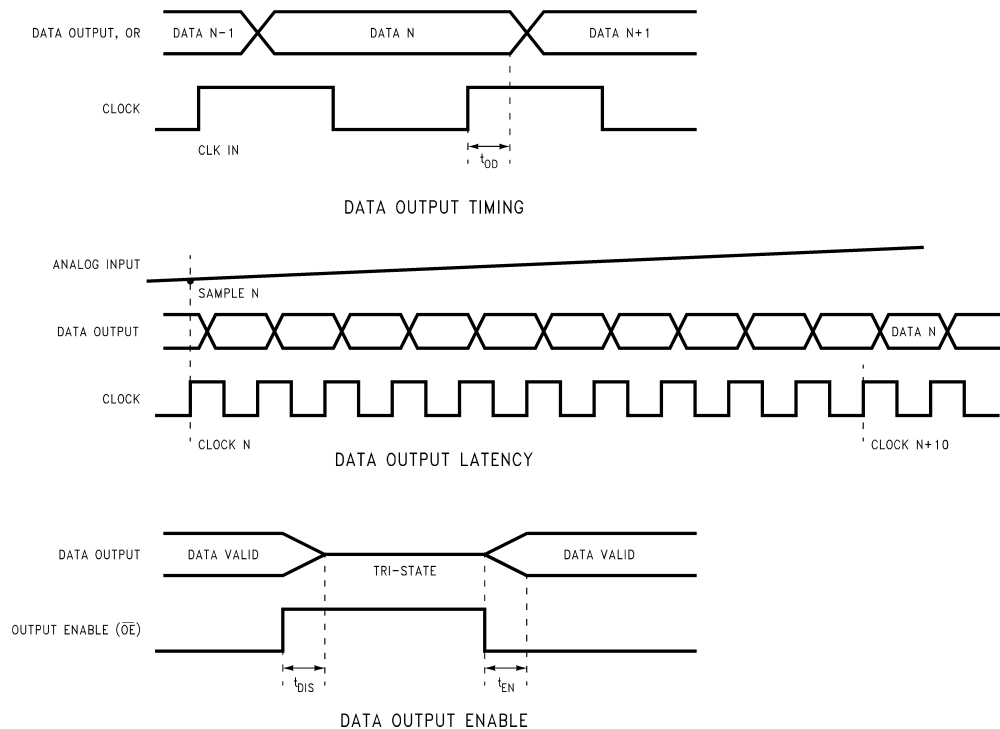 DATA OUTPUT, OR
DATA N-1
DATA N
DATA N+1
CLOCK
CLK IN
tOD
DATA OUTPUT TIMING
ANALOG INPUT
SAMPLE N
DATA OUTPUT
DATA N
CLOCK
CLOCK N
CLOCK N+10
DATA OUTPUT LATENCY
DATA OUTPUT
DATA VALID
TRI-STATE
DATA VALID
OUTPUT ENABLE (O̅E̅)
tDIS
tEN
DATA OUTPUT ENABLE